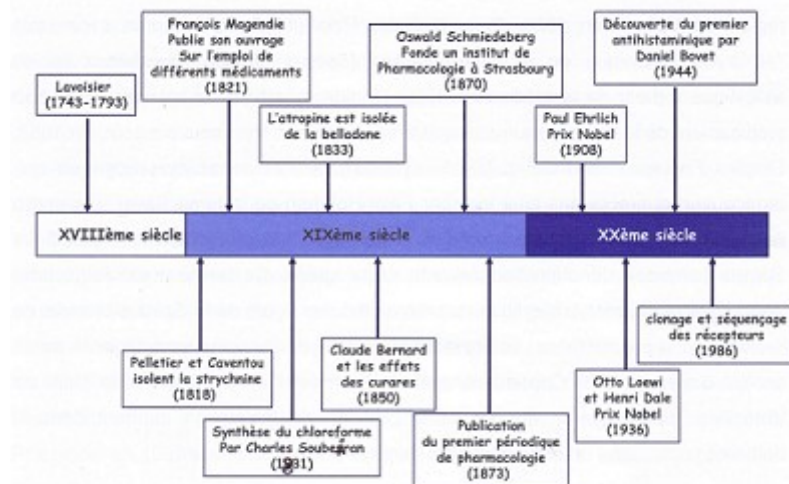 François Magendie
Publie son ouvrage
Sur l'emploi de
différents médicaments
(1821)
Oswald Schmiedeberg
Fonde un institut de
Pharmacologie à Strasbourg
(1870)
Découverte du premier
antihistaminique par
Daniel Bovet
(1944)
Lavoisier
(1743-1793)
L'atropine est isolée
de la belladone
(1833)
Paul Ehrlich
Prix Nobel
(1908)
XVIIIème siècle
XIXème siècle
XXème siècle
Pelletier et Caventou
isolent la strychnine
(1818)
Claude Bernard
et les effets
des curares
(1850)
clonage et séquençage
des récepteurs
(1986)
Otto Loewi
et Henri Dale
Prix Nobel
(1936)
Synthèse du chloroforme
Par Charles
Publication
du premier périodique
de pharmacologie
(1873)